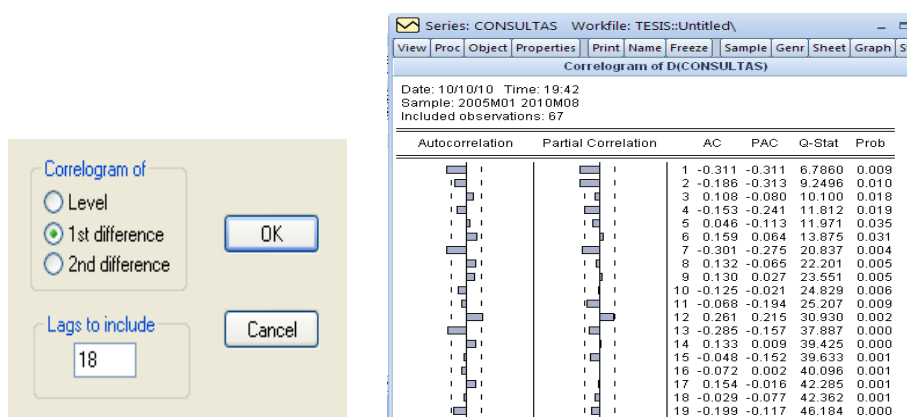 Correlogram of
Level
1st difference
2nd difference
OK
Lags to include
18
Cancel
Series: CONSULTAS Workfile: TESIS::Untitled\
View Proc Object Properties Print Name Freeze Sample Genr Sheet Graph
Correlogram of D(CONSULTAS)
Date: 10/10/10 Time: 19:42
Sample: 2005M01 2010M08
Included observations: 67
Autocorrelation Partial Correlation AC PAC Q-Stat Prob
1 -0.311 -0.311 6.7860 0.009
2 -0.186 -0.313 9.2496 0.010
3 0.108 -0.080 10.100 0.018
4 -0.153 -0.241 11.812 0.019
5 0.046 -0.113 11.971 0.035
6 0.159 0.064 13.875 0.031
7 -0.301 -0.275 20.837 0.004
8 0.132 -0.065 22.201 0.005
9 0.130 0.027 23.551 0.005
10 -0.125 -0.021 24.829 0.006
11 -0.068 -0.194 25.207 0.009
12 0.261 0.215 30.930 0.002
13 -0.285 -0.157 37.887 0.000
14 0.133 0.009 39.425 0.000
15 -0.048 -0.152 39.633 0.001
16 -0.072 0.002 40.096 0.001
17 0.154 -0.016 42.285 0.001
18 -0.029 -0.077 42.362 0.001
19 -0.199 -0.117 46.184 0.000